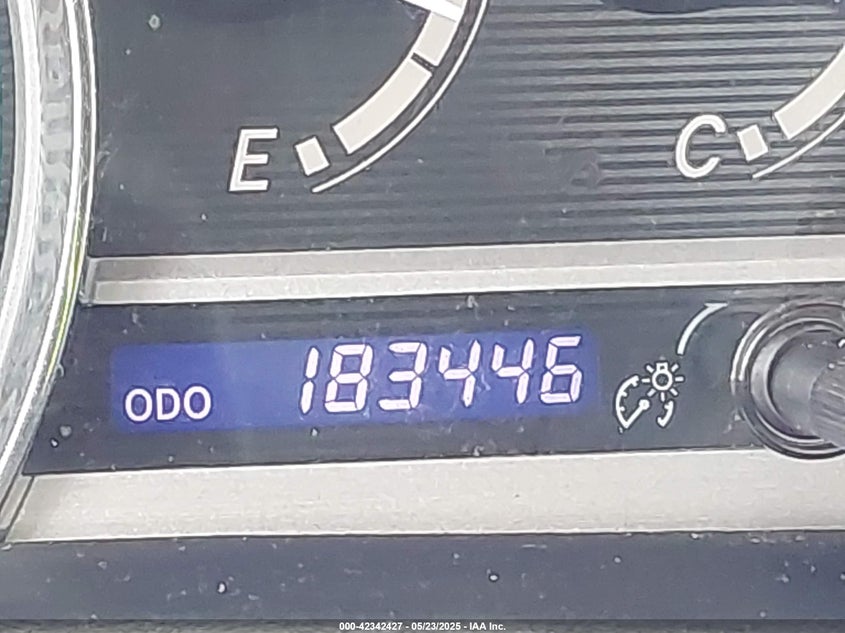 E
C
ODO 183446
000-42342427 - 05/23/2025 - IAA Inc.